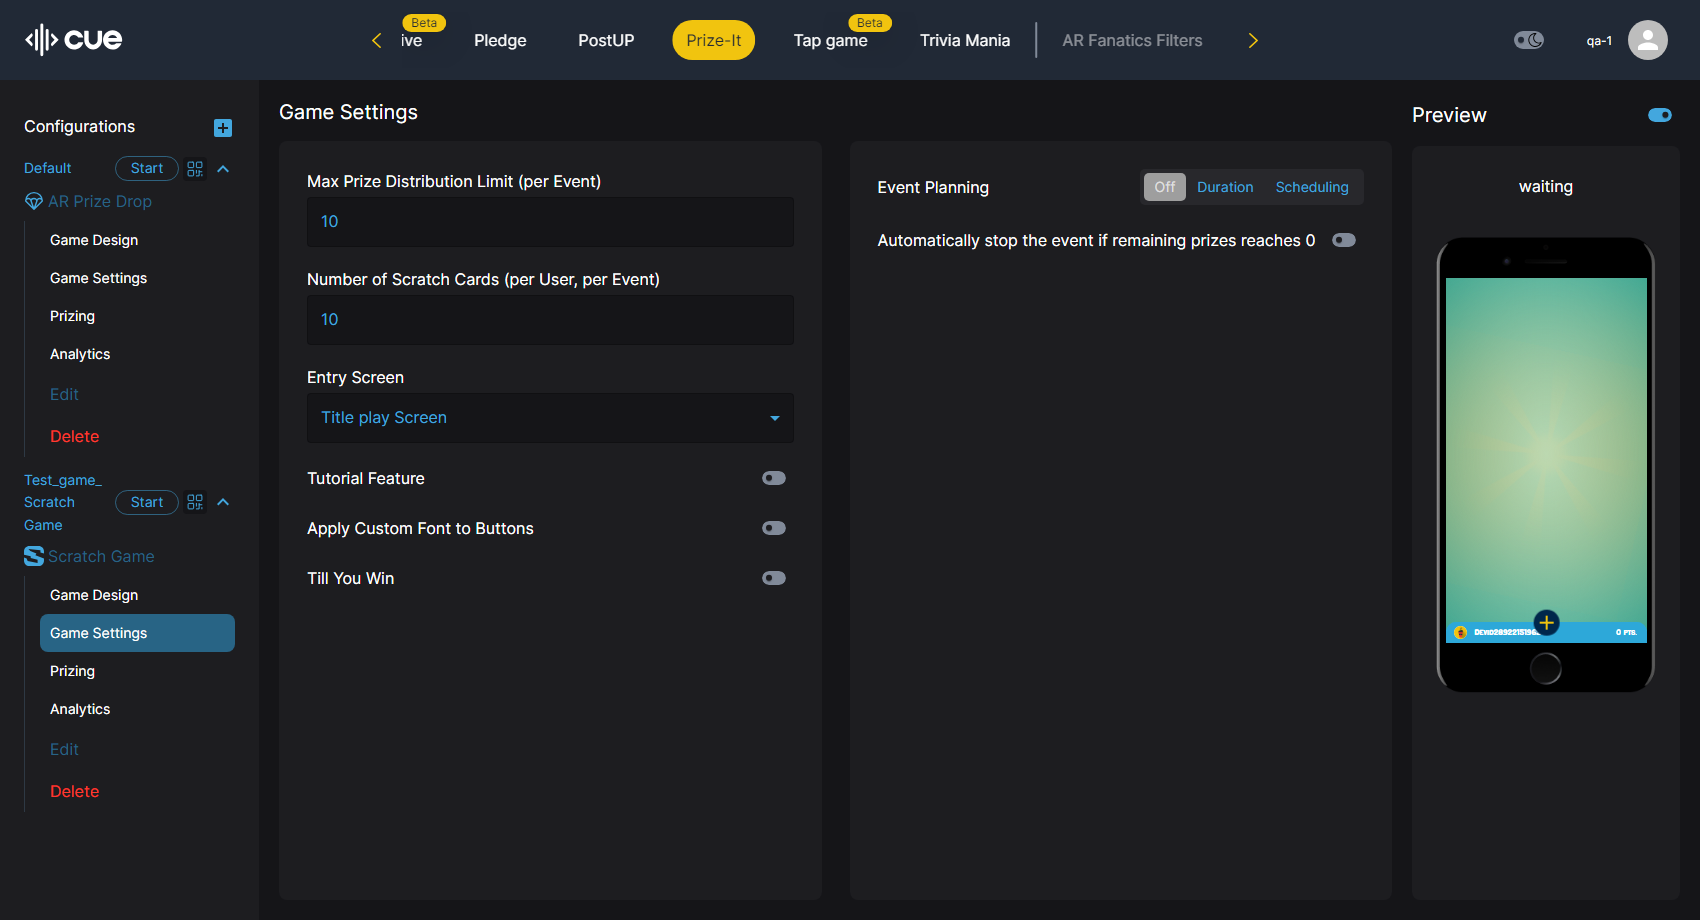 cue
Beta
ive
Pledge
PostUP
Prize-It
Beta
Tap game
Trivia Mania
AR Fanatics Filters
qa-1
Configurations
Default
Start
AR Prize Drop
Game Design
Game Settings
Prizing
Analytics
Edit
Delete
Test_game_
Scratch
Game
Start
Scratch Game
Game Design
Game Settings
Prizing
Analytics
Edit
Delete
Game Settings
Max Prize Distribution Limit (per Event)
10
Number of Scratch Cards (per User, per Event)
10
Entry Screen
Title play Screen
Tutorial Feature
Apply Custom Font to Buttons
Till You Win
Event Planning
Off
Duration
Scheduling
Automatically stop the event if remaining prizes reaches 0
Preview
waiting
0 PTS.